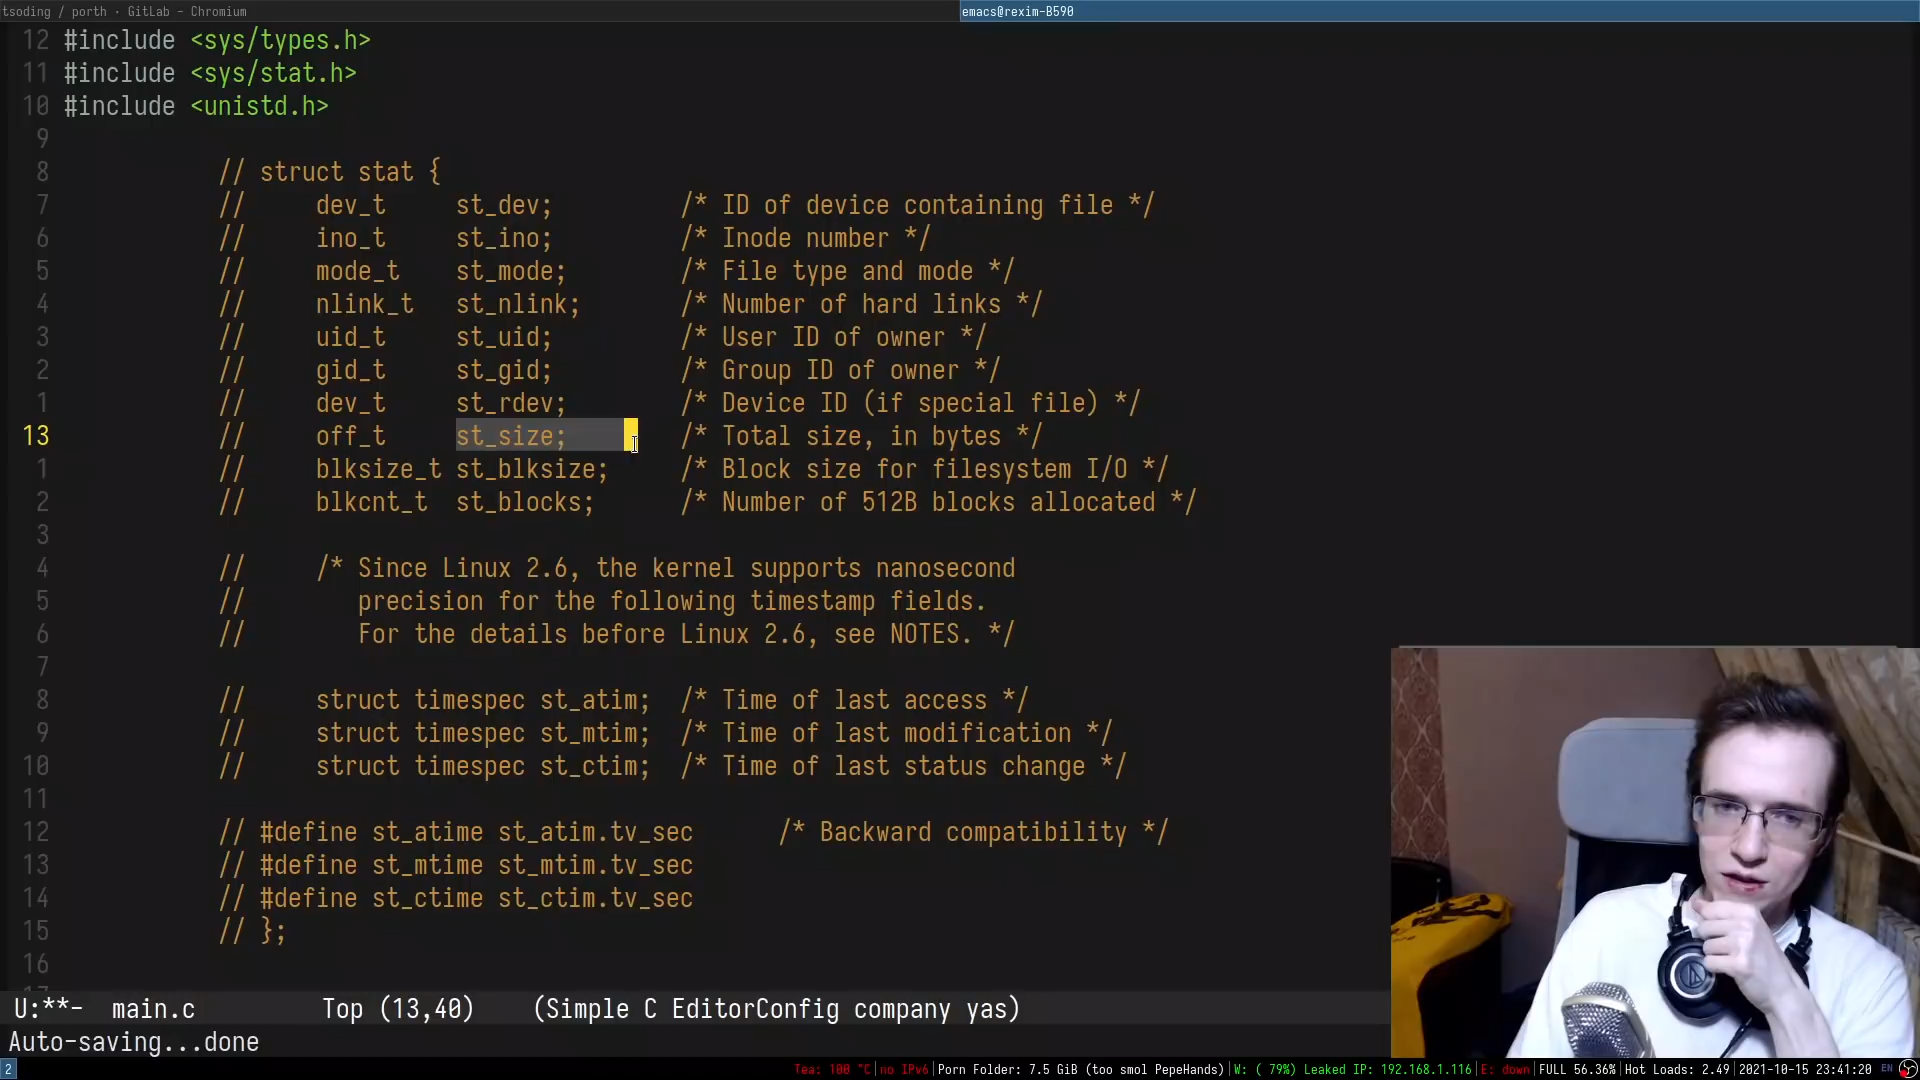 tsoding / porth · GitLab - Chromium
emacs@rexim-B590
12 #include <sys/types.h>
11 #include <sys/stat.h>
10 #include <unistd.h>
9
8 // struct stat {
7 // dev_t st_dev; /* ID of device containing file */
6 // ino_t st_ino; /* Inode number */
5 // mode_t st_mode; /* File type and mode */
4 // nlink_t st_nlink; /* Number of hard links */
3 // uid_t st_uid; /* User ID of owner */
2 // gid_t st_gid; /* Group ID of owner */
1 // dev_t st_rdev; /* Device ID (if special file) */
13 // off_t st_size; /* Total size, in bytes */
1 // blksize_t st_blksize; /* Block size for filesystem I/O */
2 // blkcnt_t st_blocks; /* Number of 512B blocks allocated */
3
4 // /* Since Linux 2.6, the kernel supports nanosecond
5 // precision for the following timestamp fields.
6 // For the details before Linux 2.6, see NOTES. */
7
8 // struct timespec st_atim; /* Time of last access */
9 // struct timespec st_mtim; /* Time of last modification */
10 // struct timespec st_ctim; /* Time of last status change */
11
12 // #define st_atime st_atim.tv_sec /* Backward compatibility */
13 // #define st_mtime st_mtim.tv_sec
14 // #define st_ctime st_ctim.tv_sec
15 // };
16
U:**- main.c Top (13,40) (Simple C EditorConfig company yas)
Auto-saving...done
2 Tea: 100 °C|no IPv6|Porn Folder: 7.5 GiB (too smol PepeHands)|W: ( 79%) Leaked IP: 192.168.1.116|E: down|FULL 56.36%|Hot Loads: 2.49|2021-10-15 23:41:20 EN